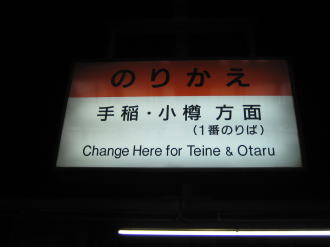 のりかえ
手稲・小樽 方面
(1番のりば)
Change Here for Teine & Otaru